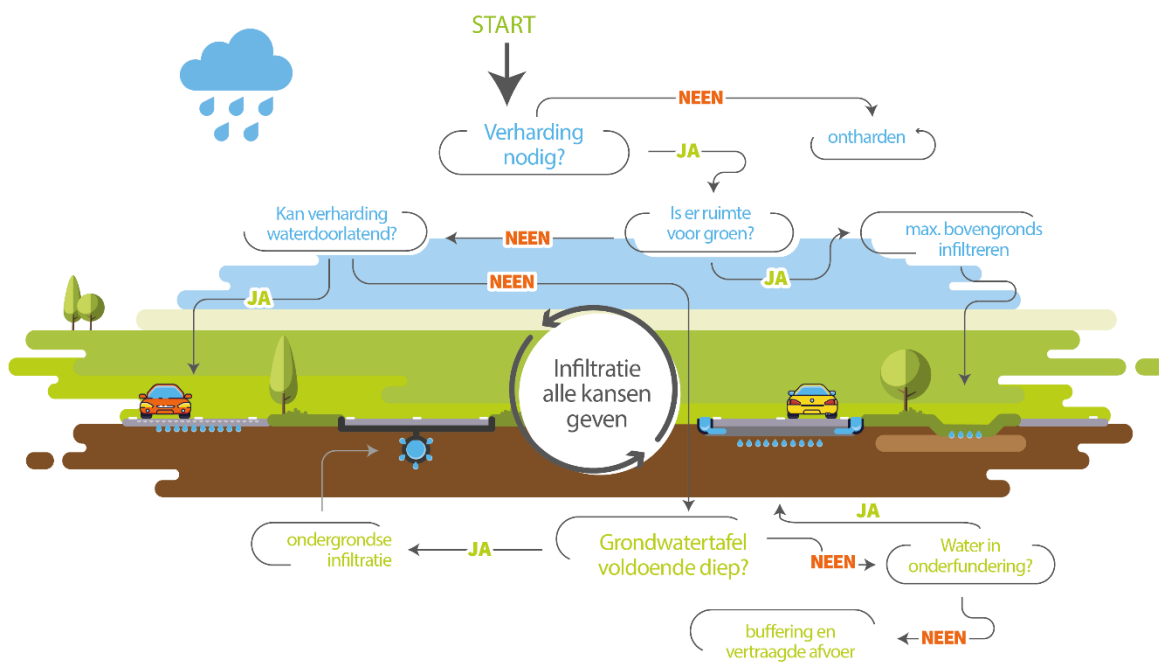 START
NEEN
Verharding
nodig?
ontharden
JA
Kan verharding
waterdoorlatend?
NEEN
Is er ruimte
voor groen?
max. bovengronds
infiltreren
JA
NEEN
JA
Infiltratie
alle kansen
geven
ondergrondse
infiltratie
JA
Grondwatertafel
voldoende diep?
NEEN
JA
Water in
onderfundering?
buffering en
vertraagde afvoer
NEEN